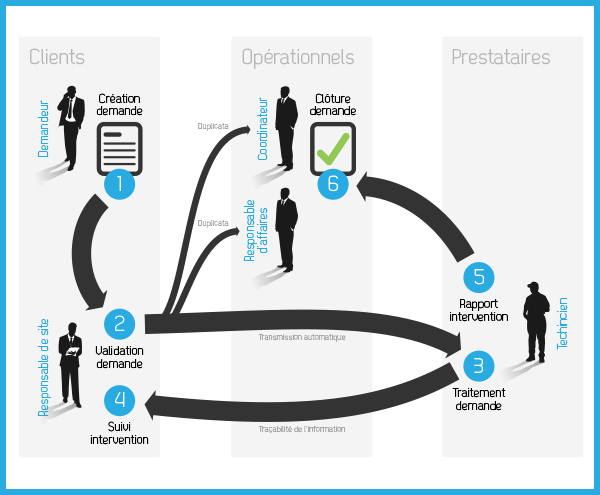 Clients
Opérationnels
Prestataires
Demandeur
Création
demande
1
Duplicata
Coordinateur
Clôture
demande
6
Duplicata
Responsable
d'affaires
5
Rapport
intervention
Techincien
2
Validation
demande
Transmission automatique
3
Traitement
demande
Responsable de site
4
Suivi
intervention
Traçabilité de l'information